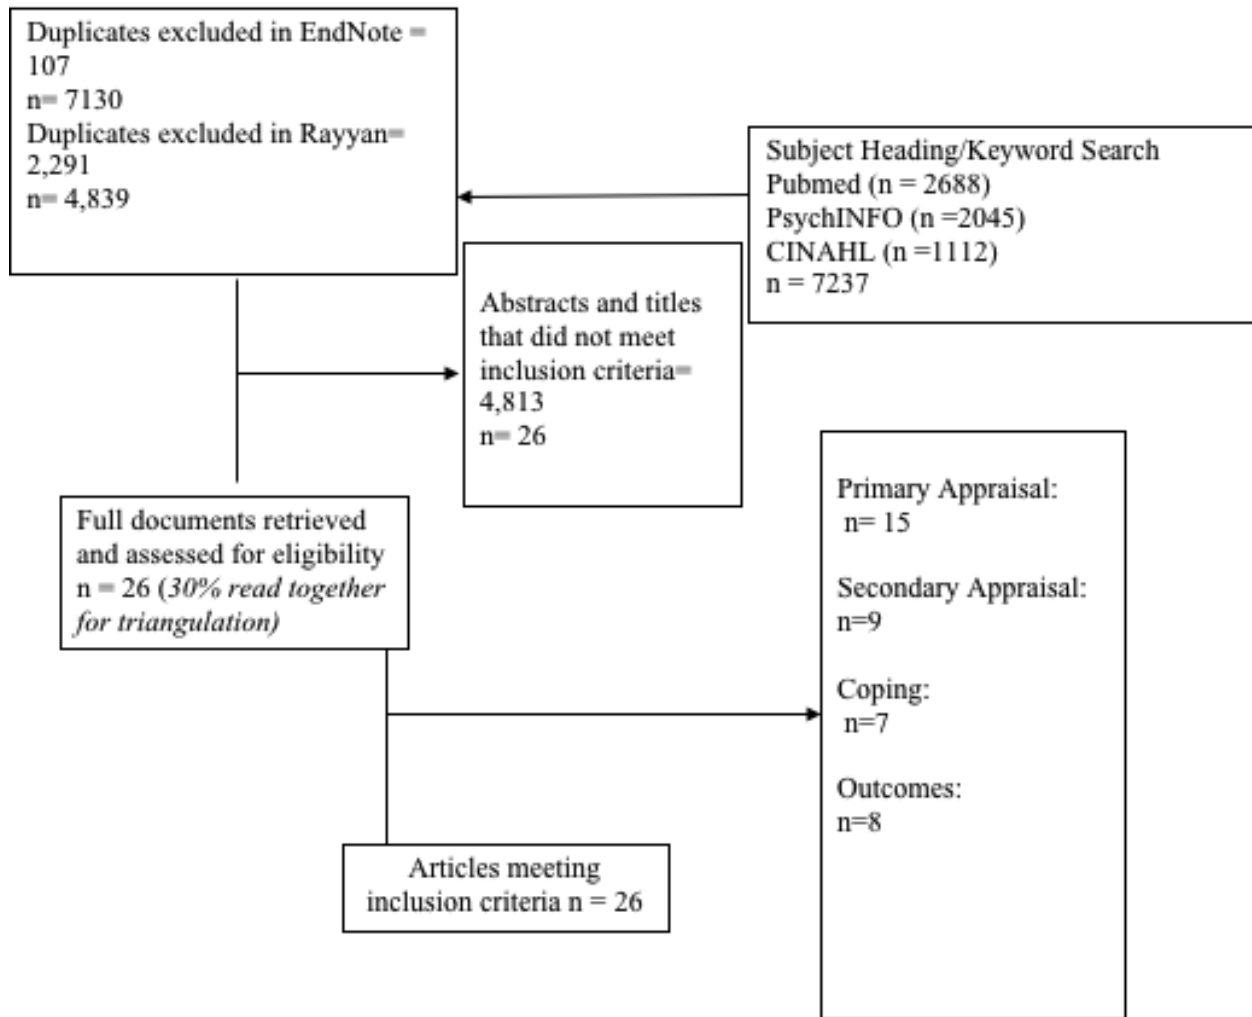 Duplicates excluded in EndNote =
107
n= 7130
Duplicates excluded in Rayyan=
2,291
n= 4,839
Subject Heading/Keyword Search
Pubmed (n = 2688)
PsychINFO (n =2045)
CINAHL (n =1112)
n = 7237
Abstracts and titles
that did not meet
inclusion criteria=
4,813
n= 26
Full documents retrieved
and assessed for eligibility
n = 26 (30% read together
for triangulation)
Primary Appraisal:
n= 15
Secondary Appraisal:
n=9
Coping:
n=7
Outcomes:
n=8
Articles meeting
inclusion criteria n = 26